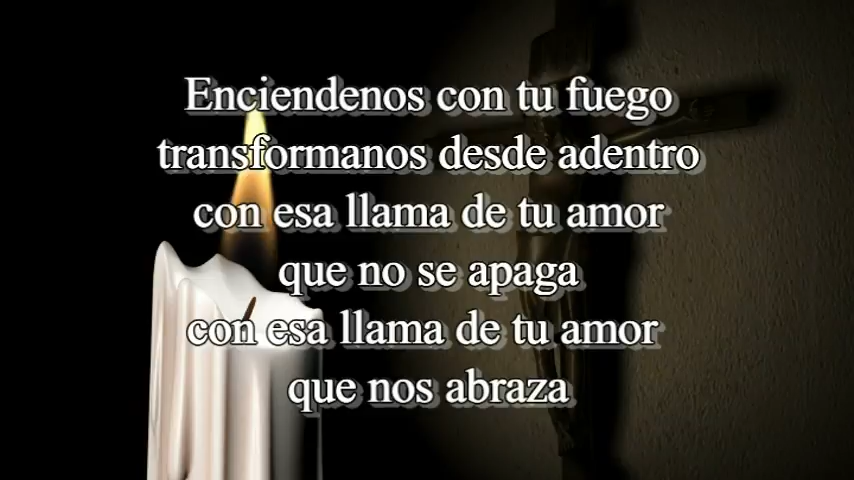 Enciendenos con tu fuego
transformanos desde adentro
con esa llama de tu amor
que no se apaga
con esa llama de tu amor
que nos abraza